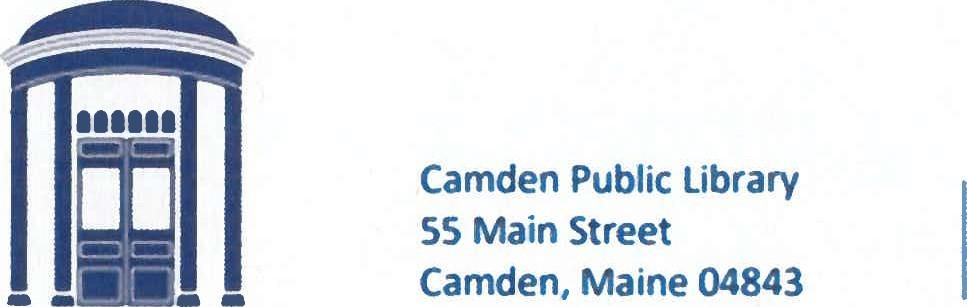 Camden Public Library
55 Main Street
Camden, Maine 04843